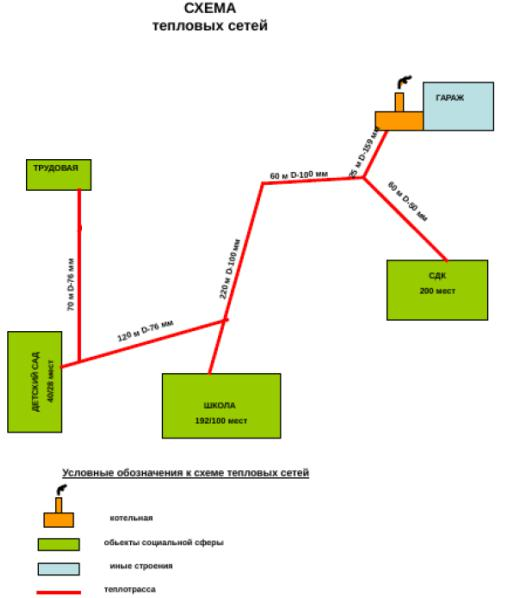 СХЕМА
тепловых сетей
ГАРАЖ
25 м D-159 мм
ТРУДОВАЯ
60 м D-100 мм
60 м D-50 мм
220 м D-100 мм
70 м D-76 мм
СДК
200 мест
120 м D-76 мм
ДЕТСКИЙ САД
40/28 мест
ШКОЛА
192/100 мест
Условные обозначения к схеме тепловых сетей
котельная
объекты социальной сферы
иные строения
теплотрасса